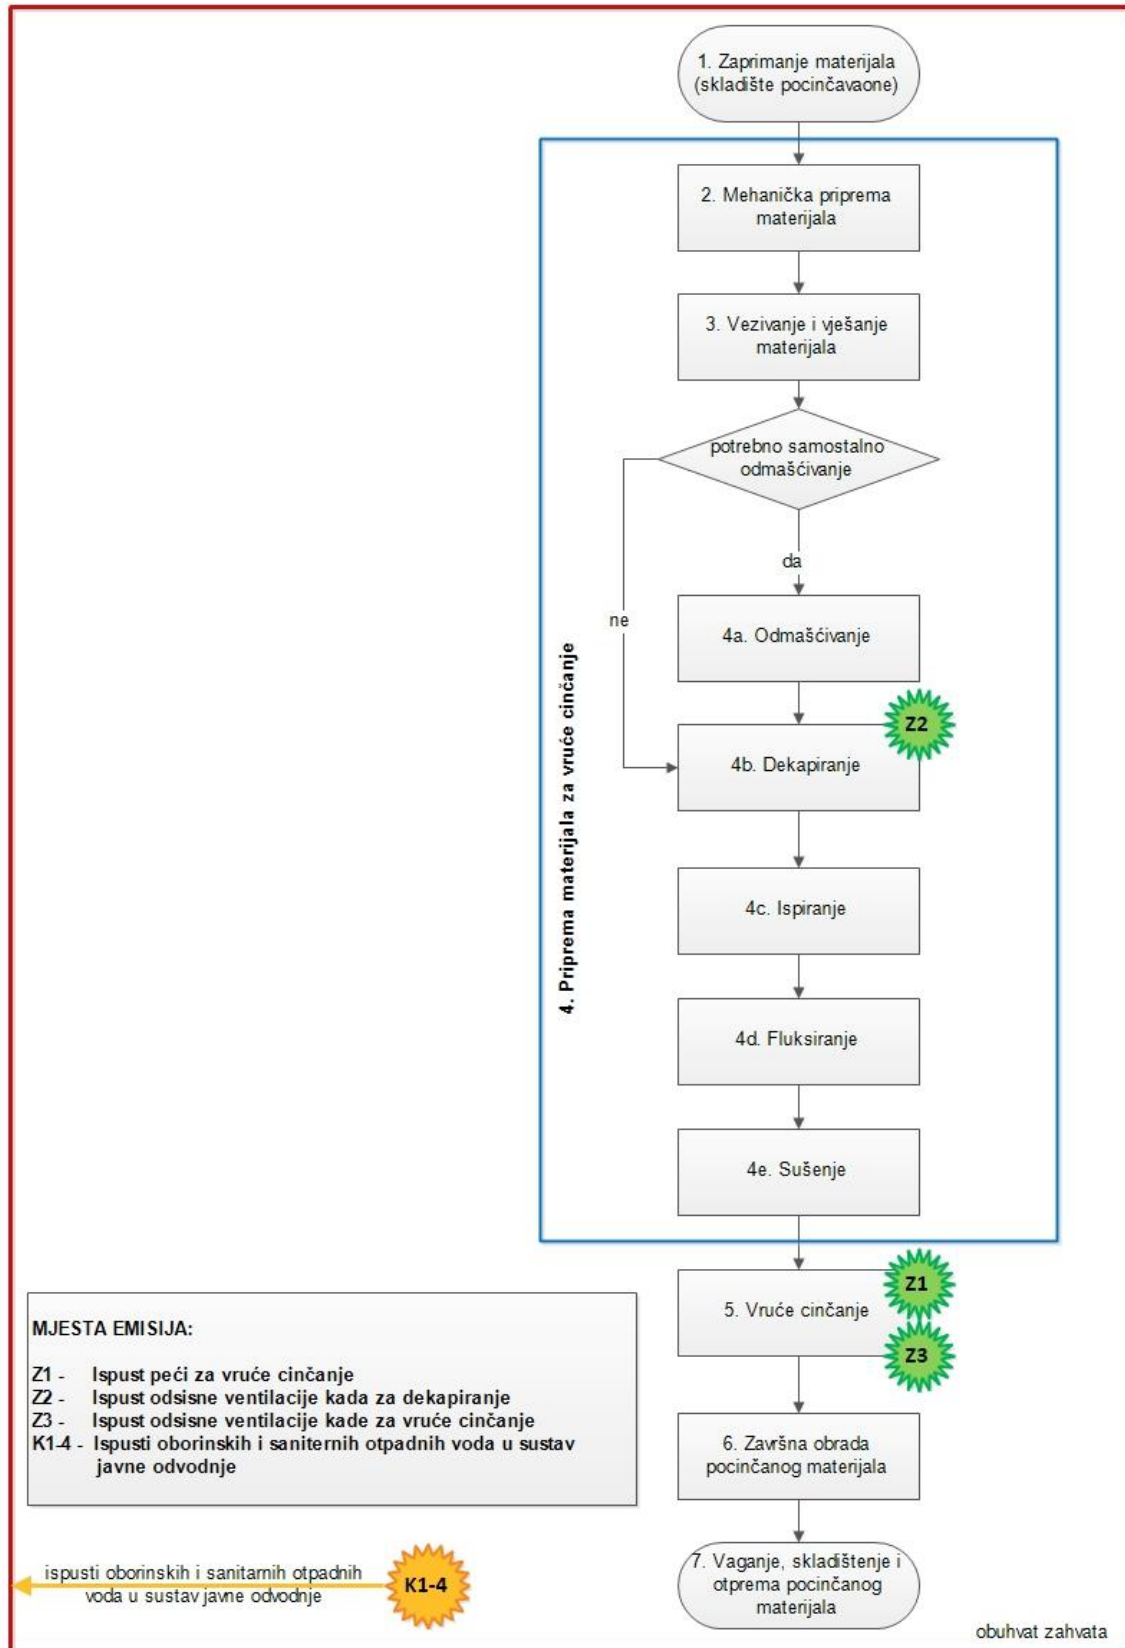 1. Zaprimanje materijala
(skladište pocinčavaone)
2. Mehanička priprema
materijala
3. Vezivanje i vješanje
materijala
potrebno samostalno
odmašćivanje
da
ne
4a. Odmašćivanje
Z2
4b. Dekapiranje
4. Priprema materijala za vruće cinčanje
4c. Ispiranje
4d. Fluksiranje
4e. Sušenje
Z1
5. Vruće cinčanje
Z3
MJESTA EMISIJA:
Z1 - Ispust peći za vruće cinčanje
Z2 - Ispust odsisne ventilacije kada za dekapiranje
Z3 - Ispust odsisne ventilacije kade za vruće cinčanje
K1-4 - Ispusti oborinskih i saniternih otpadnih voda u sustav
javne odvodnje
6. Završna obrada
pocinčanog materijala
7. Vaganje, skladištenje i
otprema pocinčanog
materijala
ispusti oborinskih i sanitarnih otpadnih
voda u sustav javne odvodnje
K1-4
obuhvat zahvata